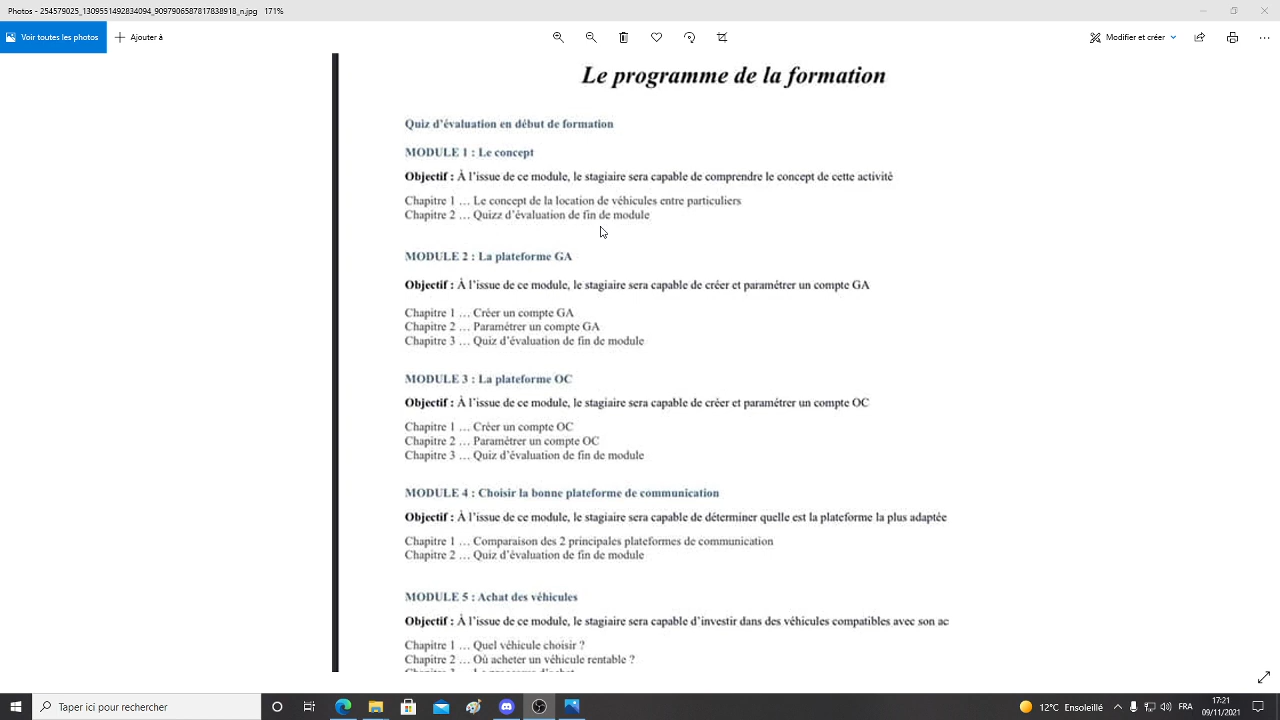 Photos - 254579025_1309551492834094_9097906587817838918_n.jpg - 171%
Voir toutes les photos
Ajouter à
Modifier et créer
Le programme de la formation
Quiz d'évaluation en début de formation
MODULE 1 : Le concept
Objectif : À l'issue de ce module, le stagiaire sera capable de comprendre le concept de cette activité
Chapitre 1 … Le concept de la location de véhicules entre particuliers
Chapitre 2 … Quizz d'évaluation de fin de module
MODULE 2 : La plateforme GA
Objectif : À l'issue de ce module, le stagiaire sera capable de créer et paramétrer un compte GA
Chapitre 1 … Créer un compte GA
Chapitre 2 … Paramétrer un compte GA
Chapitre 3 … Quiz d'évaluation de fin de module
MODULE 3 : La plateforme OC
Objectif : À l'issue de ce module, le stagiaire sera capable de créer et paramétrer un compte OC
Chapitre 1 … Créer un compte OC
Chapitre 2 … Paramétrer un compte OC
Chapitre 3 … Quiz d'évaluation de fin de module
MODULE 4 : Choisir la bonne plateforme de communication
Objectif : À l'issue de ce module, le stagiaire sera capable de déterminer quelle est la plateforme la plus adaptée
Chapitre 1 … Comparaison des 2 principales plateformes de communication
Chapitre 2 … Quiz d'évaluation de fin de module
MODULE 5 : Achat des véhicules
Objectif : À l'issue de ce module, le stagiaire sera capable d'investir dans des véhicules compatibles avec son ac
Chapitre 1 … Quel véhicule choisir ?
Chapitre 2 … Où acheter un véhicule rentable ?
Taper ici pour rechercher
12°C Ensoleillé
FRA
17:21
09/11/2021